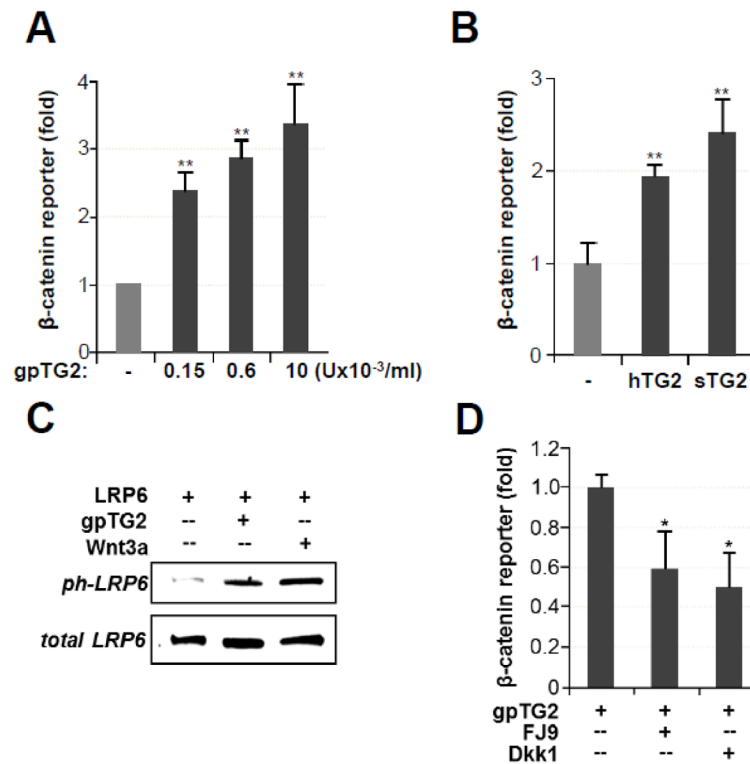 A
β-catenin reporter (fold)
4
3
2
1
0
**
**
**
gpTG2: - 0.15 0.6 10 (Ux10⁻³/ml)
B
β-catenin reporter (fold)
3
2
1
0
**
**
- hTG2 sTG2
C
LRP6 + + +
gpTG2 -- + --
Wnt3a -- -- +
ph-LRP6
total LRP6
D
β-catenin reporter (fold)
1.2
1.0
0.8
0.6
0.4
0.2
0
*
*
gpTG2 + + +
FJ9 -- + --
Dkk1 -- -- +